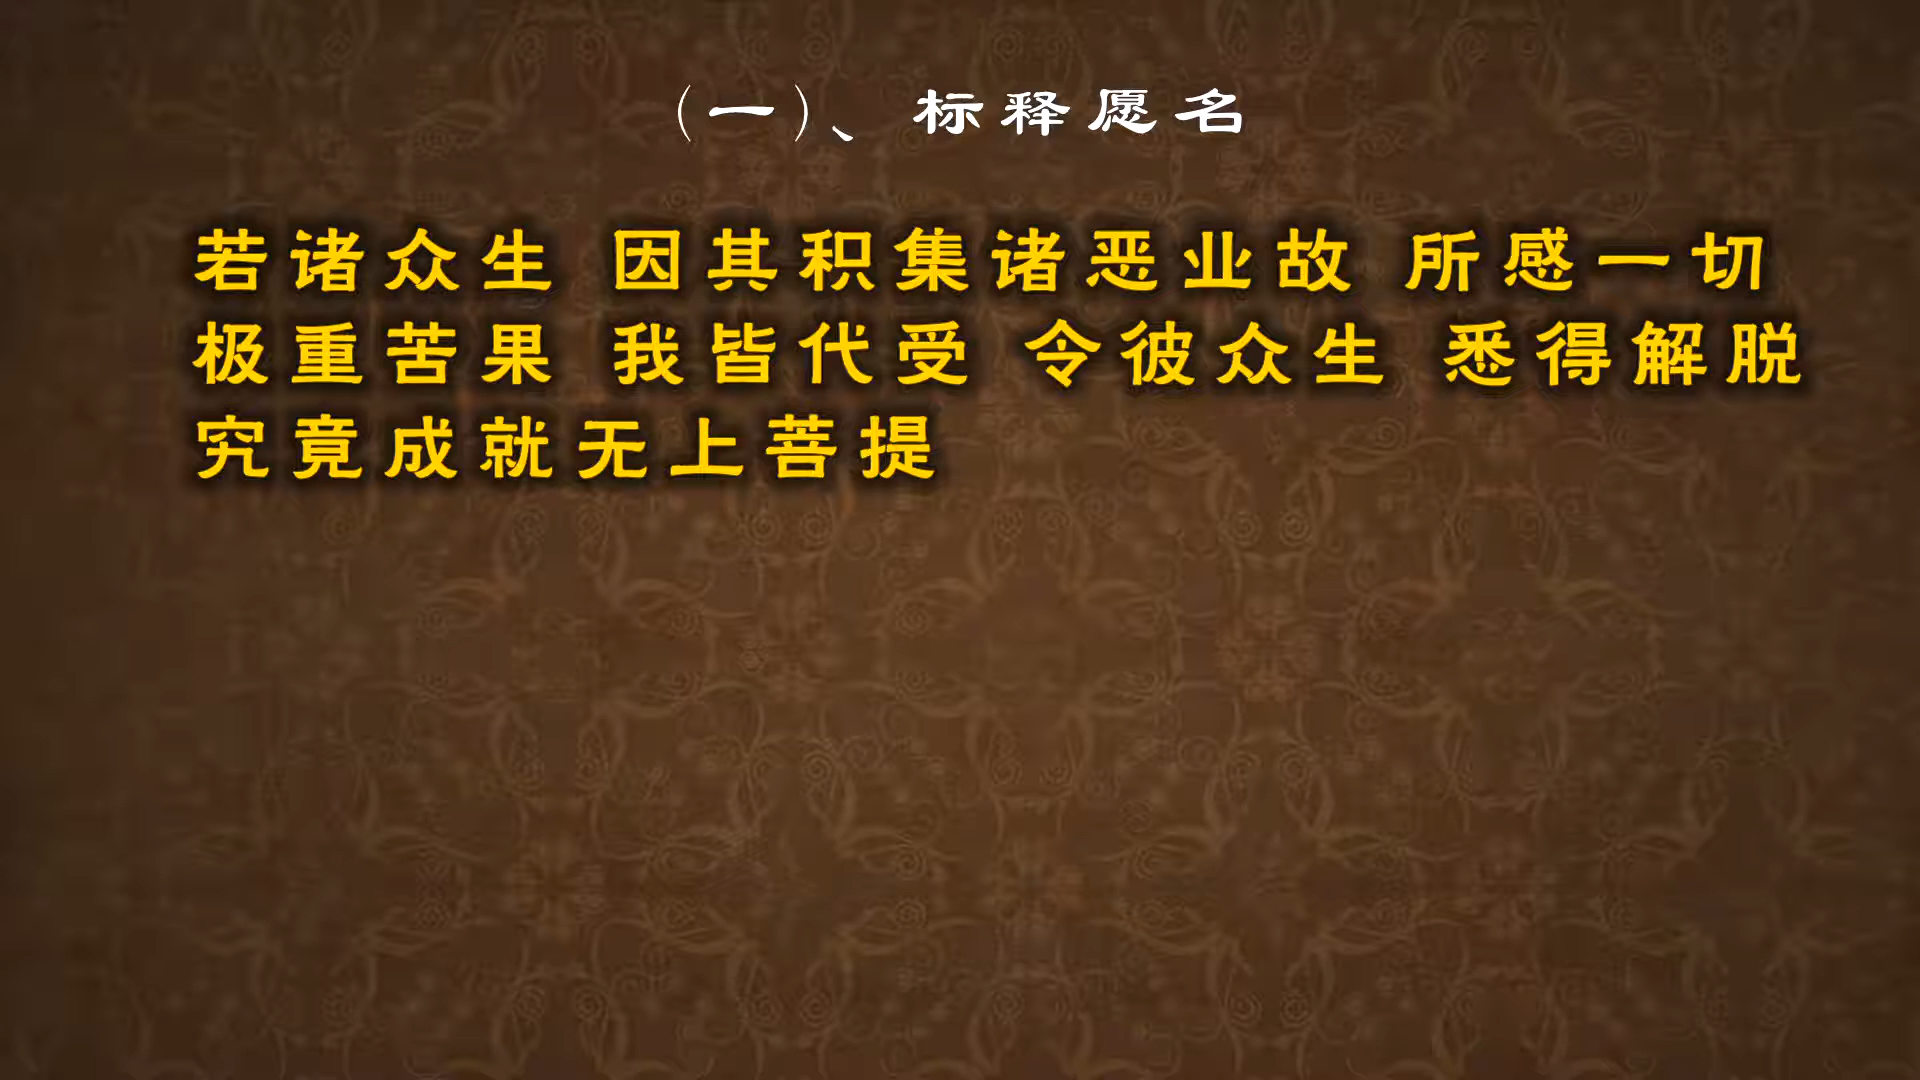 （一）、标释愿名
若诸众生 因其积集诸恶业故 所感一切
极重苦果 我皆代受 令彼众生 悉得解脱
究竟成就无上菩提